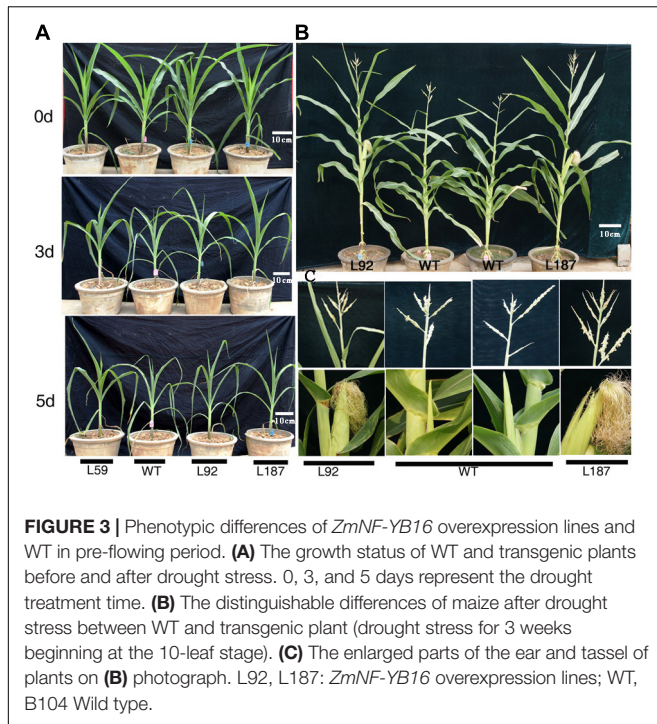 A
B
0d
10cm
3d
10cm
10cm
L92
WT
WT
L187
C
5d
10cm
L59
WT
L92
L187
L92
WT
L187
FIGURE 3 | Phenotypic differences of ZmNF-YB16 overexpression lines and
WT in pre-flowing period. (A) The growth status of WT and transgenic plants
before and after drought stress. 0, 3, and 5 days represent the drought
treatment time. (B) The distinguishable differences of maize after drought
stress between WT and transgenic plant (drought stress for 3 weeks
beginning at the 10-leaf stage). (C) The enlarged parts of the ear and tassel of
plants on (B) photograph. L92, L187: ZmNF-YB16 overexpression lines; WT,
B104 Wild type.